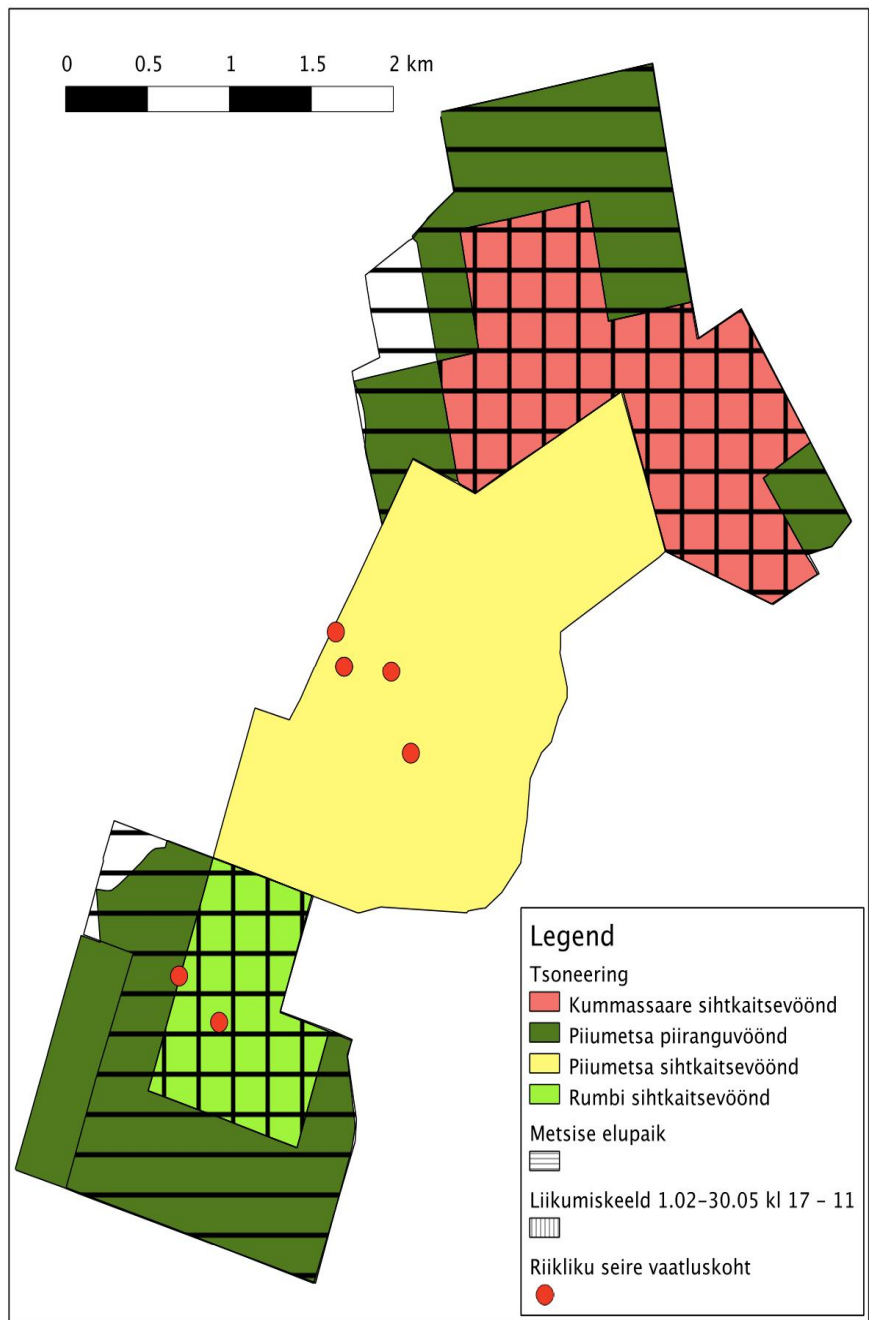 0 0.5 1 1.5 2 km
Legend
Tsoneering
Kummassaare sihtkaitsevöönd
Piiumetsa piiranguvöönd
Piiumetsa sihtkaitsevöönd
Rumbi sihtkaitsevöönd
Metsise elupaik
Liikumiskeeld 1.02-30.05 kl 17 - 11
Riikliku seire vaatluskoht